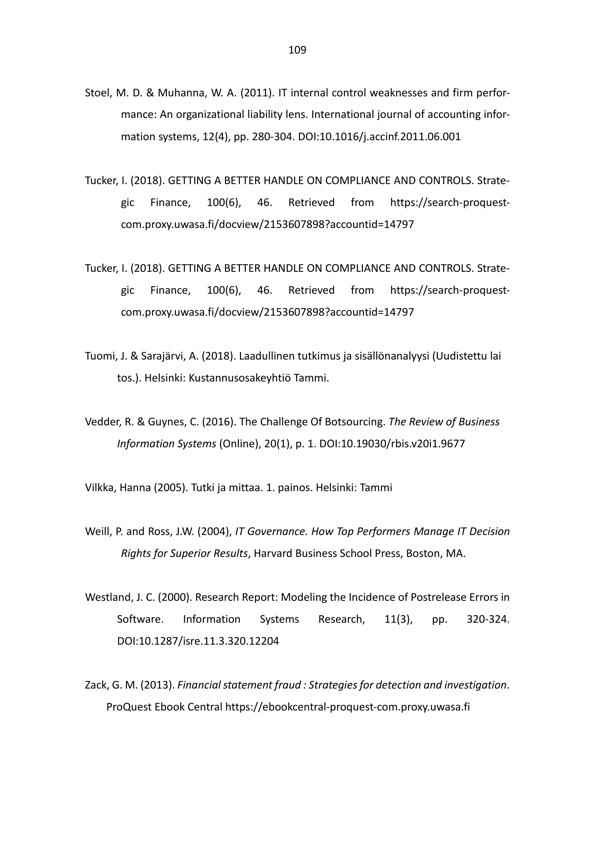 109
Stoel, M. D. & Muhanna, W. A. (2011). IT internal control weaknesses and firm perfor-
mance: An organizational liability lens. International journal of accounting infor-
mation systems, 12(4), pp. 280-304. DOI:10.1016/j.accinf.2011.06.001
Tucker, I. (2018). GETTING A BETTER HANDLE ON COMPLIANCE AND CONTROLS. Strate-
gic Finance, 100(6), 46. Retrieved from https://search-proquest-
com.proxy.uwasa.fi/docview/2153607898?accountid=14797
Tucker, I. (2018). GETTING A BETTER HANDLE ON COMPLIANCE AND CONTROLS. Strate-
gic Finance, 100(6), 46. Retrieved from https://search-proquest-
com.proxy.uwasa.fi/docview/2153607898?accountid=14797
Tuomi, J. & Sarajärvi, A. (2018). Laadullinen tutkimus ja sisällönanalyysi (Uudistettu lai
tos.). Helsinki: Kustannusosakeyhtiö Tammi.
Vedder, R. & Guynes, C. (2016). The Challenge Of Botsourcing. The Review of Business
Information Systems (Online), 20(1), p. 1. DOI:10.19030/rbis.v20i1.9677
Vilkka, Hanna (2005). Tutki ja mittaa. 1. painos. Helsinki: Tammi
Weill, P. and Ross, J.W. (2004), IT Governance. How Top Performers Manage IT Decision
Rights for Superior Results, Harvard Business School Press, Boston, MA.
Westland, J. C. (2000). Research Report: Modeling the Incidence of Postrelease Errors in
Software. Information Systems Research, 11(3), pp. 320-324.
DOI:10.1287/isre.11.3.320.12204
Zack, G. M. (2013). Financial statement fraud : Strategies for detection and investigation.
ProQuest Ebook Central https://ebookcentral-proquest-com.proxy.uwasa.fi